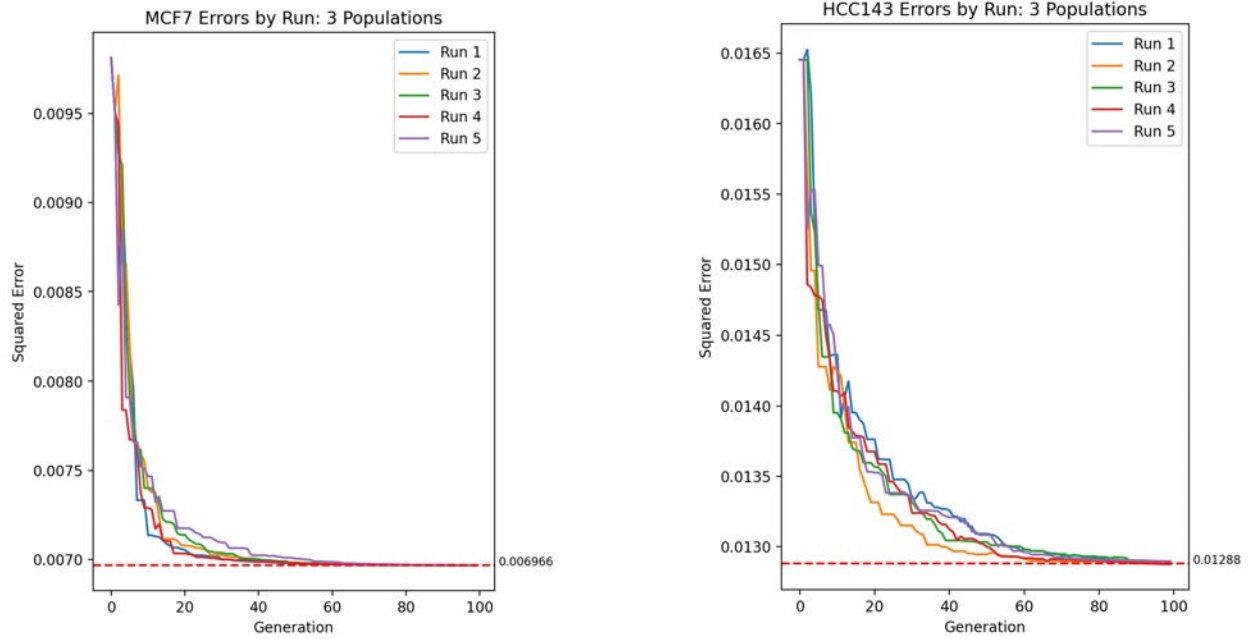 MCF7 Errors by Run: 3 Populations
Run 1
Run 2
Run 3
Run 4
Run 5
0.0095
0.0090
0.0085
0.0080
0.0075
0.0070
0.006966
Squared Error
0
20
40
60
80
100
Generation
HCC143 Errors by Run: 3 Populations
Run 1
Run 2
Run 3
Run 4
Run 5
0.0165
0.0160
0.0155
0.0150
0.0145
0.0140
0.0135
0.0130
0.01288
Squared Error
0
20
40
60
80
100
Generation